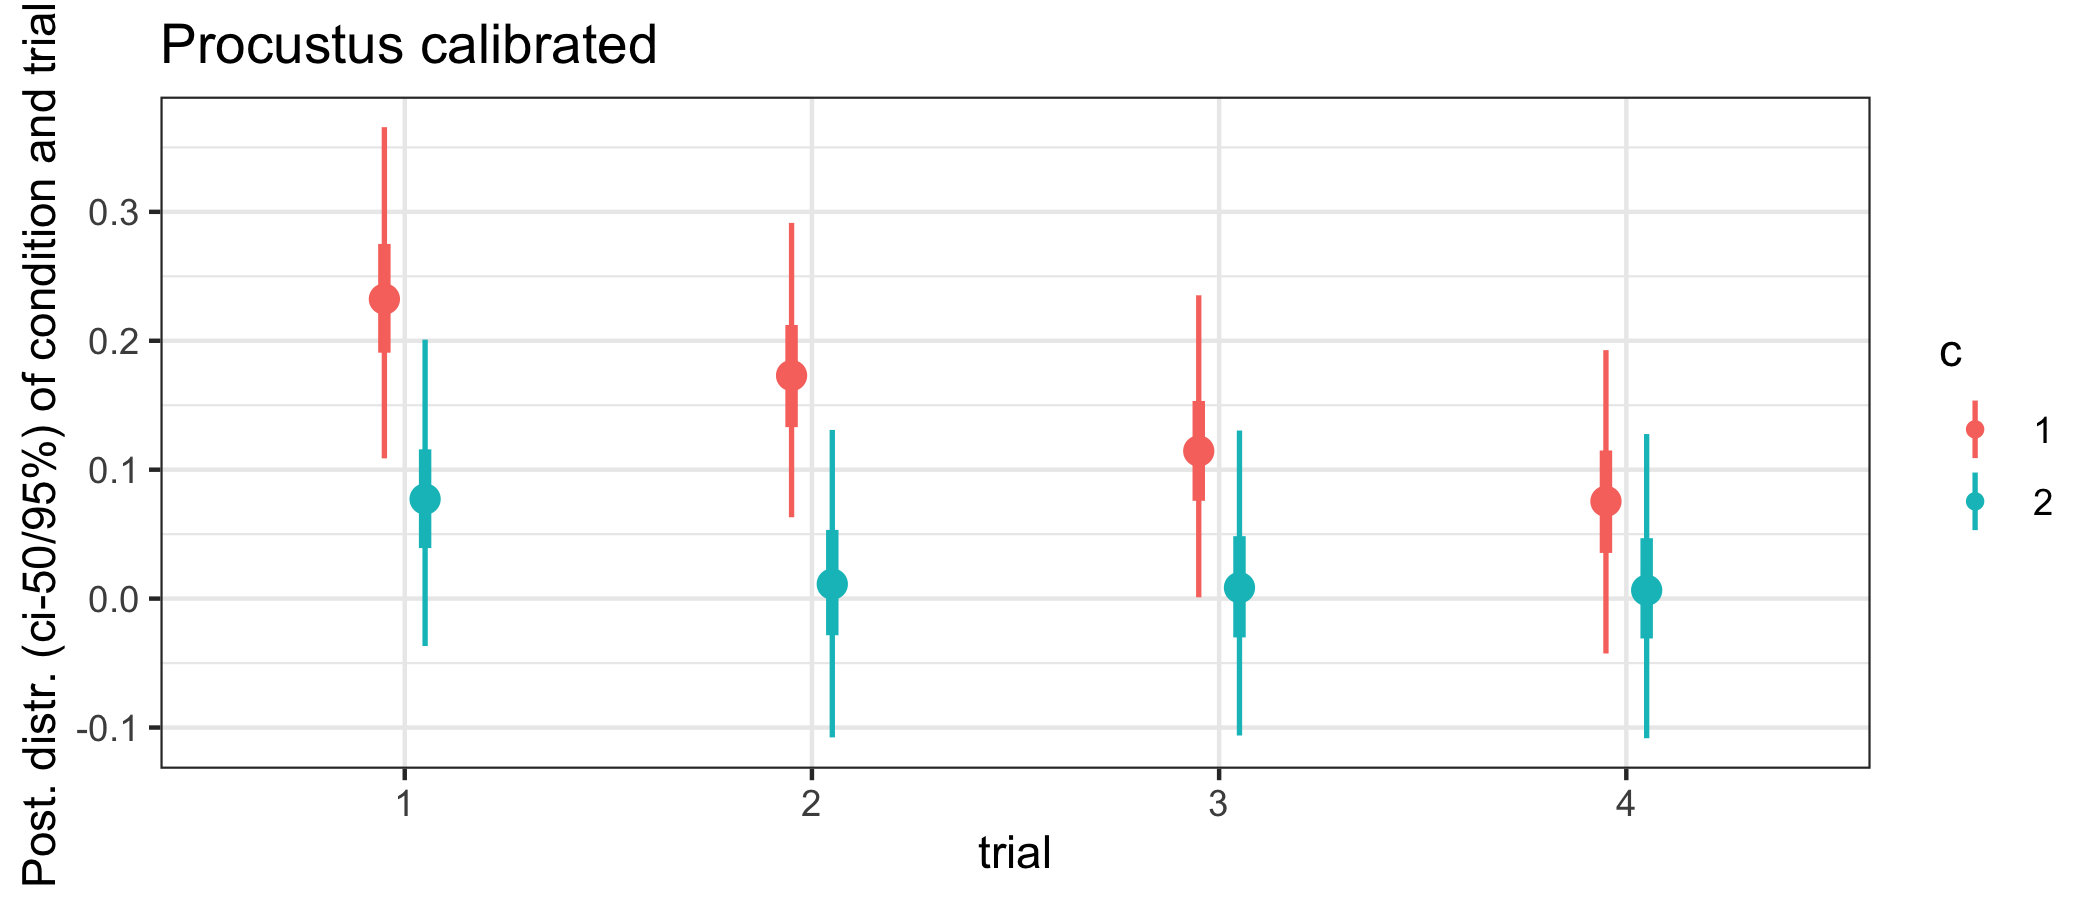 Procustus calibrated
Post. distr. (ci-50/95%) of condition and trial
0.3
0.2
0.1
0.0
-0.1
1
2
3
4
trial
c
1
2